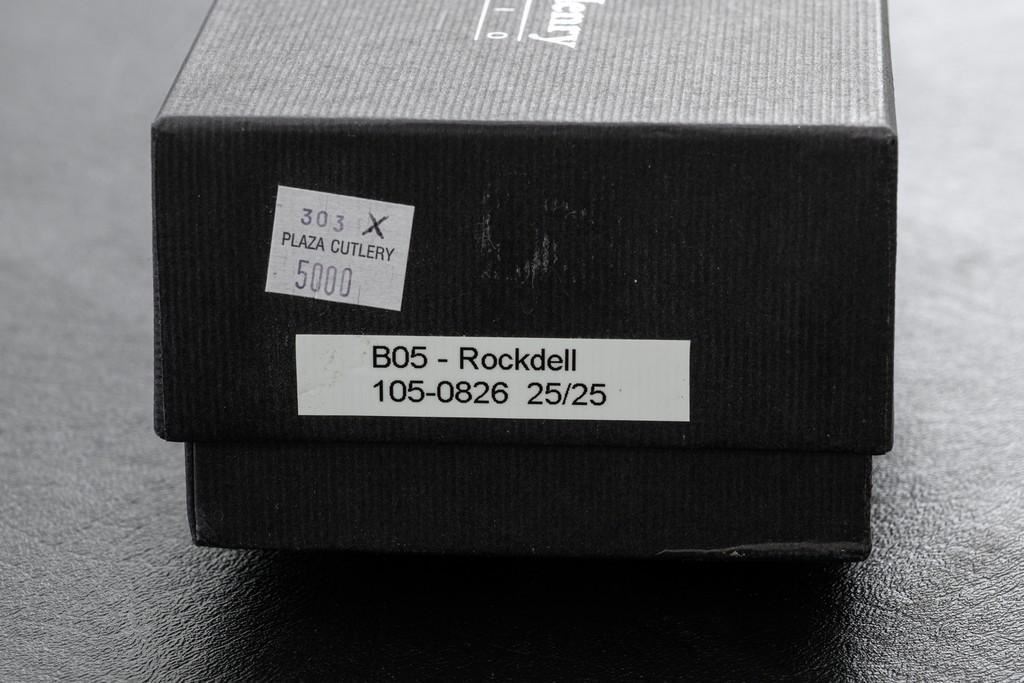 303 X
PLAZA CUTLERY
5000
B05 - Rockdell
105-0826 25/25